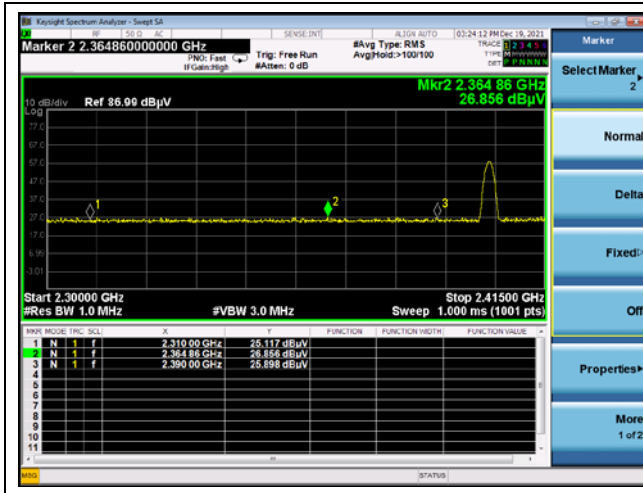 Keysight Spectrum Analyzer - Swept SA
RF 50 Ω AC SENSE:INT ALIGN AUTO 03:24:12 PM Dec 19, 2021
Marker 2 2.364860000000 GHz
PNO: Fast
IFGain:High
Trig: Free Run
#Atten: 0 dB
#Avg Type: RMS
Avg|Hold:>100/100
TRACE 1 2 3 4 5 6
TYPE M
DET P P N N N N
Mkr2 2.364 86 GHz
26.856 dBµV
10 dB/div Ref 86.99 dBµV
Log
77.0
67.0
57.0
47.0
37.0
27.0
17.0
6.99
-3.01
1
2
3
Start 2.30000 GHz Stop 2.41500 GHz
#Res BW 1.0 MHz #VBW 3.0 MHz Sweep 1.000 ms (1001 pts)
MKR MODE TRC SCL X Y FUNCTION FUNCTION WIDTH FUNCTION VALUE
1 N 1 f 2.310 00 GHz 25.117 dBµV
2 N 1 f 2.364 86 GHz 26.856 dBµV
3 N 1 f 2.390 00 GHz 25.898 dBµV
4
5
6
7
8
9
10
11
MSG STATUS
Marker
Select Marker
2
Normal
Delta
Fixed
Off
Properties
More
1 of 2